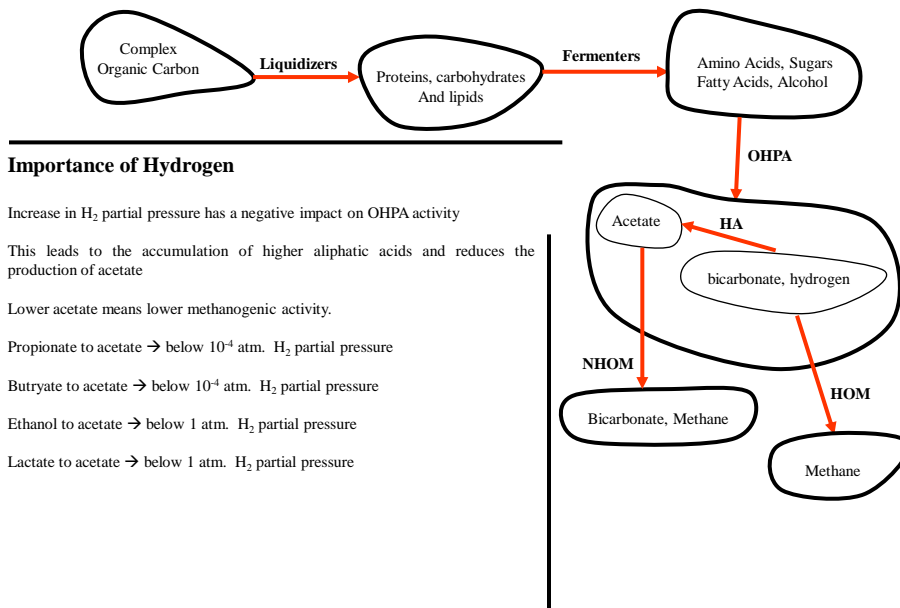 Complex
Organic Carbon
Liquidizers
Proteins, carbohydrates
And lipids
Fermenters
Amino Acids, Sugars
Fatty Acids, Alcohol
OHPA
Acetate
HA
bicarbonate, hydrogen
NHOM
HOM
Bicarbonate, Methane
Methane
Importance of Hydrogen
Increase in H₂ partial pressure has a negative impact on OHPA activity
This leads to the accumulation of higher aliphatic acids and reduces the
production of acetate
Lower acetate means lower methanogenic activity.
Propionate to acetate → below 10⁻⁴ atm. H₂ partial pressure
Butryate to acetate → below 10⁻⁴ atm. H₂ partial pressure
Ethanol to acetate → below 1 atm. H₂ partial pressure
Lactate to acetate → below 1 atm. H₂ partial pressure